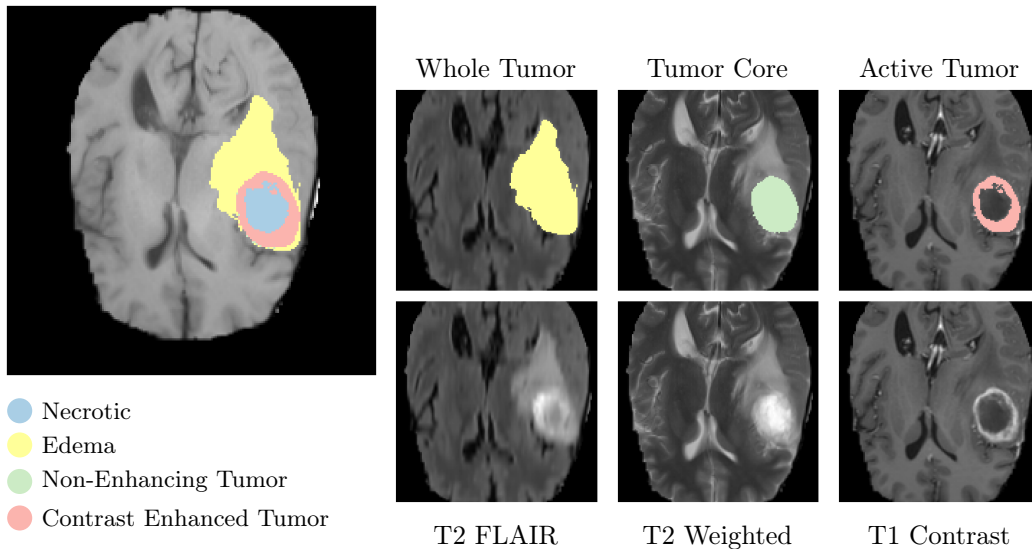 Whole Tumor
Tumor Core
Active Tumor
Necrotic
Edema
Non-Enhancing Tumor
Contrast Enhanced Tumor
T2 FLAIR
T2 Weighted
T1 Contrast